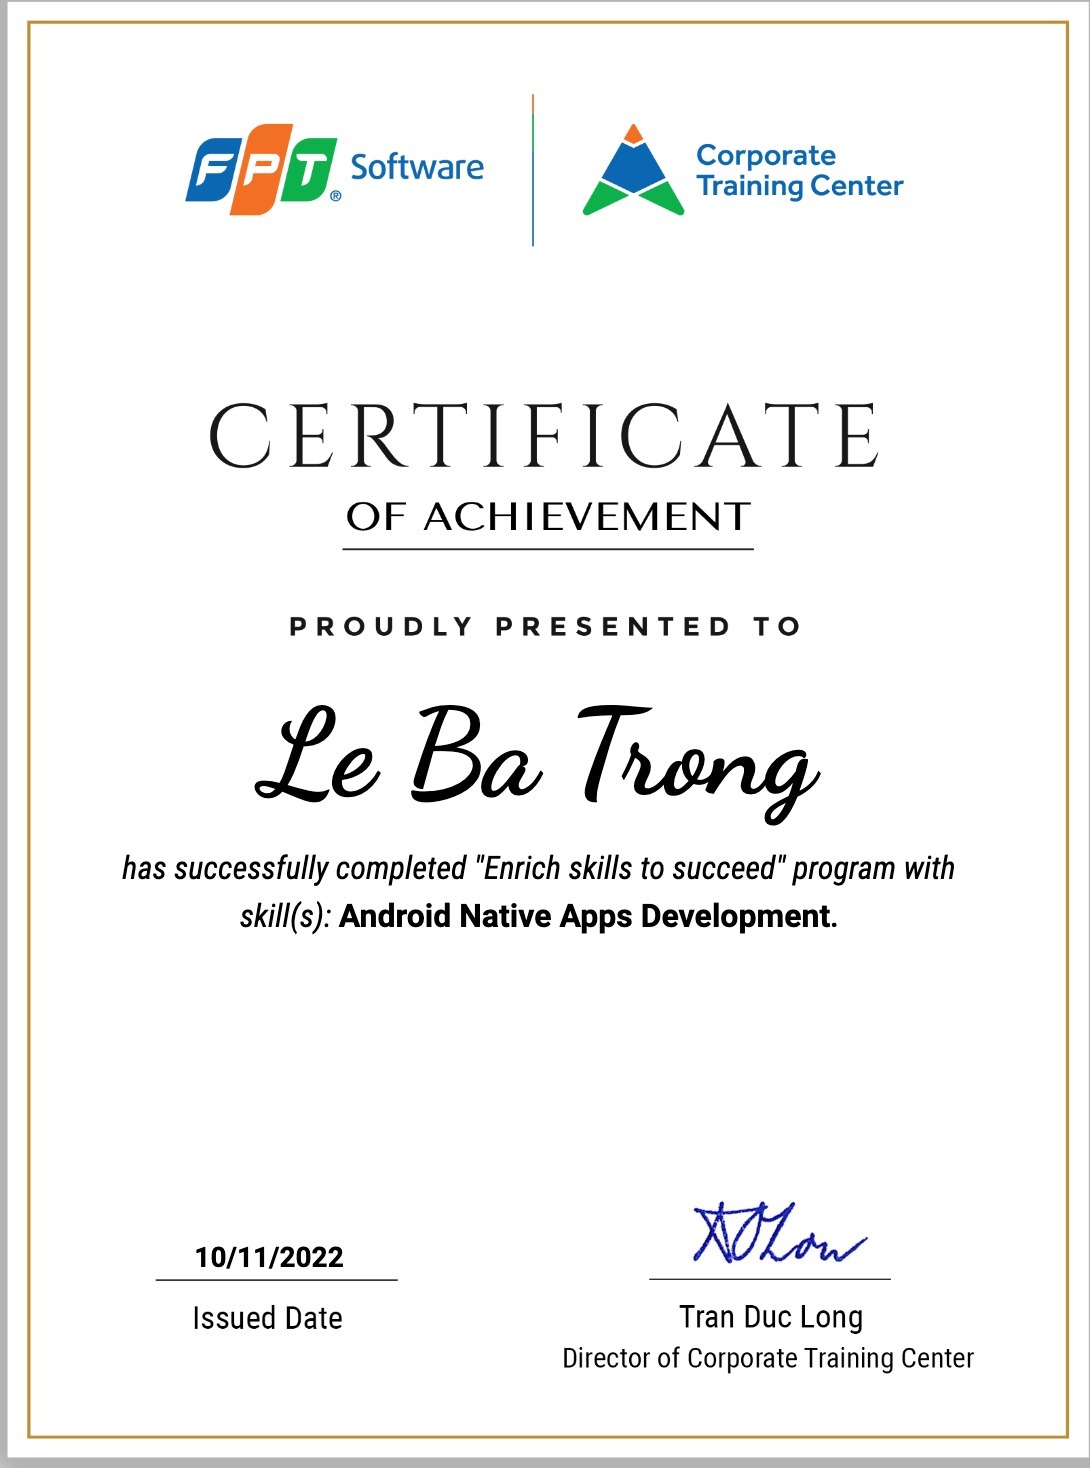 FPT® Software
Corporate
Training Center
CERTIFICATE
OF ACHIEVEMENT
PROUDLY PRESENTED TO
Le Ba Trong
has successfully completed "Enrich skills to succeed" program with
skill(s): Android Native Apps Development.
10/11/2022
Issued Date
Tran Duc Long
Director of Corporate Training Center